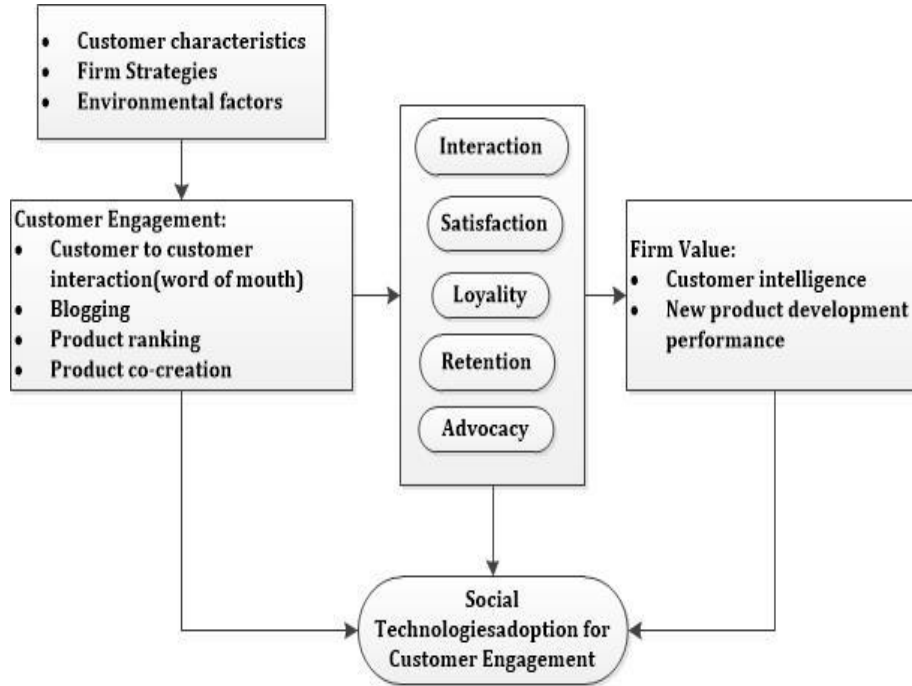 • Customer characteristics
• Firm Strategies
• Environmental factors
Customer Engagement:
• Customer to customer
interaction(word of mouth)
• Blogging
• Product ranking
• Product co-creation
Interaction
Satisfaction
Loyality
Retention
Advocacy
Firm Value:
• Customer intelligence
• New product development
performance
Social
Technologiesadoption for
Customer Engagement